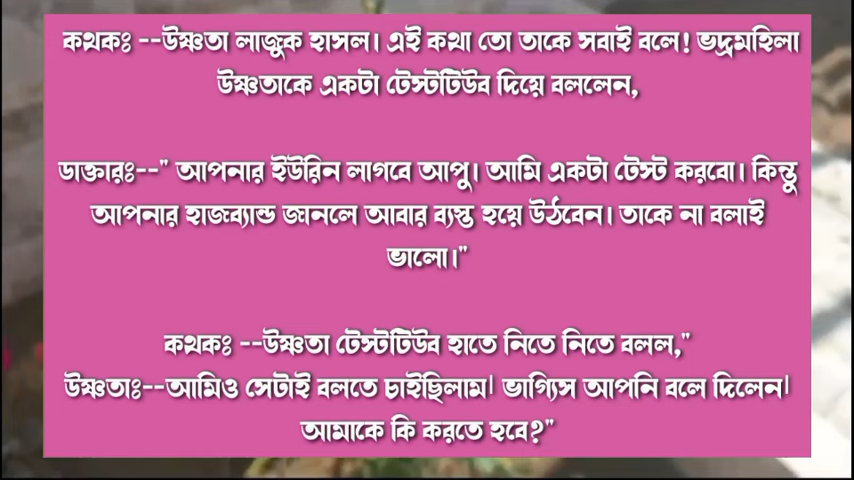 কথকঃ --উষ্ণতা লাজুক হাসল। এই কথা তো তাকে সবাই বলে! ভদ্রমহিলা
উষ্ণতাকে একটা টেস্টটিউব দিয়ে বললেন,
ডাক্তারঃ--" আপনার ইউরিন লাগবে আপু। আমি একটা টেস্ট করবো। কিন্তু
আপনার হাজব্যান্ড জানলে আবার ব্যস্ত হয়ে উঠবেন। তাকে না বলাই
ভালো।"
কথকঃ --উষ্ণতা টেস্টটিউব হাতে নিতে নিতে বলল,"
উষ্ণতাঃ--আমিও সেটাই বলতে চাইছিলাম| ভাগ্যিস আপনি বলে দিলেন|
আমাকে কি করতে হবে?"